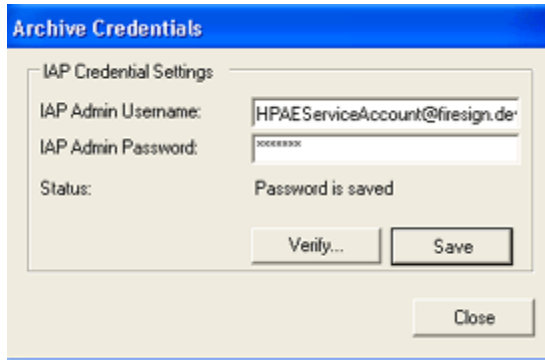 Archive Credentials
IAP Credential Settings
IAP Admin Username: HPAEServiceAccount@firesign.de
IAP Admin Password: xxxxxxx
Status: Password is saved
Verify... Save
Close